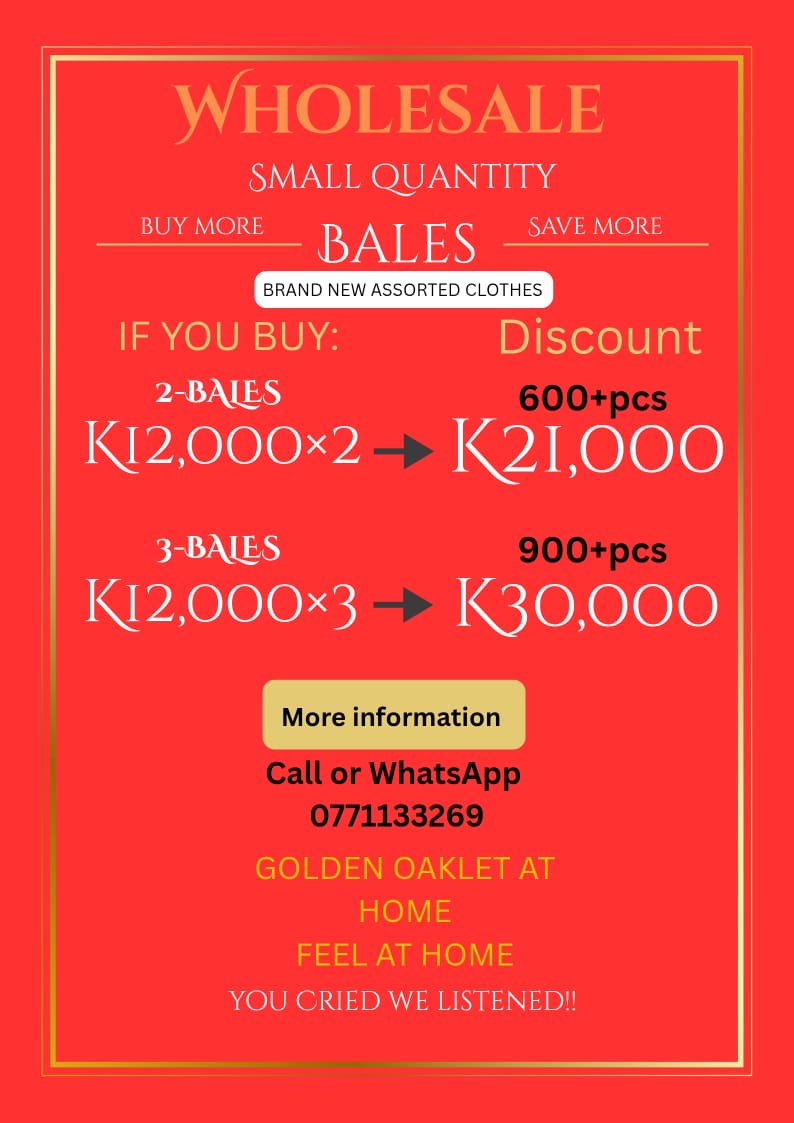 WHOLESALE
SMALL QUANTITY
BUY MORE
BALES
SAVE MORE
BRAND NEW ASSORTED CLOTHES
IF YOU BUY:
Discount
2-BALES
600+pcs
K12,000×2
K21,000
3-BALES
900+pcs
K12,000×3
K30,000
More information
Call or WhatsApp
0771133269
GOLDEN OAKLET AT
HOME
FEEL AT HOME
YOU CRIED WE LISTENED!!